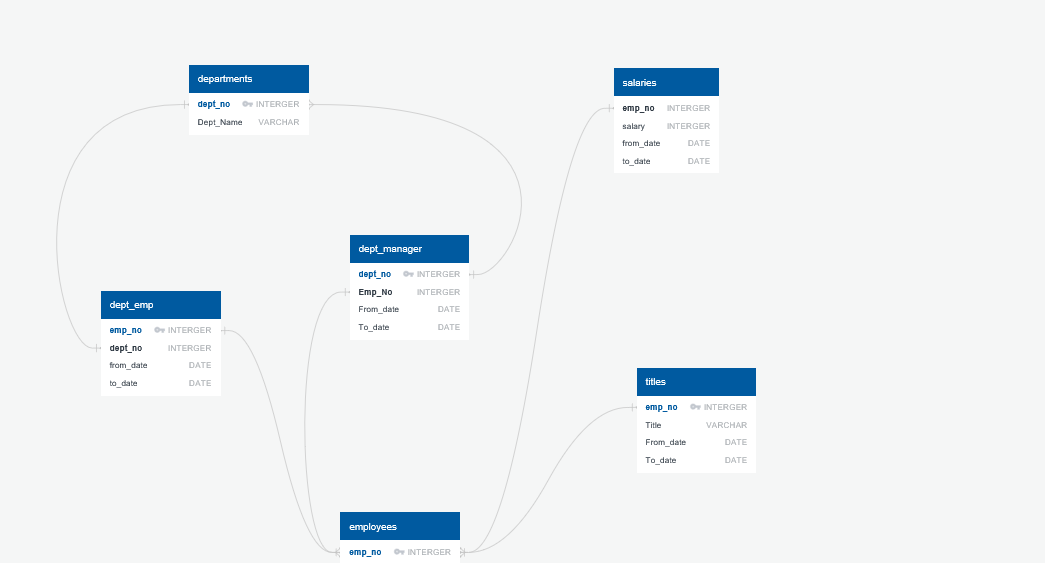 departments
dept_no INTERGER
Dept_Name VARCHAR
salaries
emp_no INTERGER
salary INTERGER
from_date DATE
to_date DATE
dept_manager
dept_no INTERGER
Emp_No INTERGER
From_date DATE
To_date DATE
dept_emp
emp_no INTERGER
dept_no INTERGER
from_date DATE
to_date DATE
titles
emp_no INTERGER
Title VARCHAR
From_date DATE
To_date DATE
employees
emp_no INTERGER